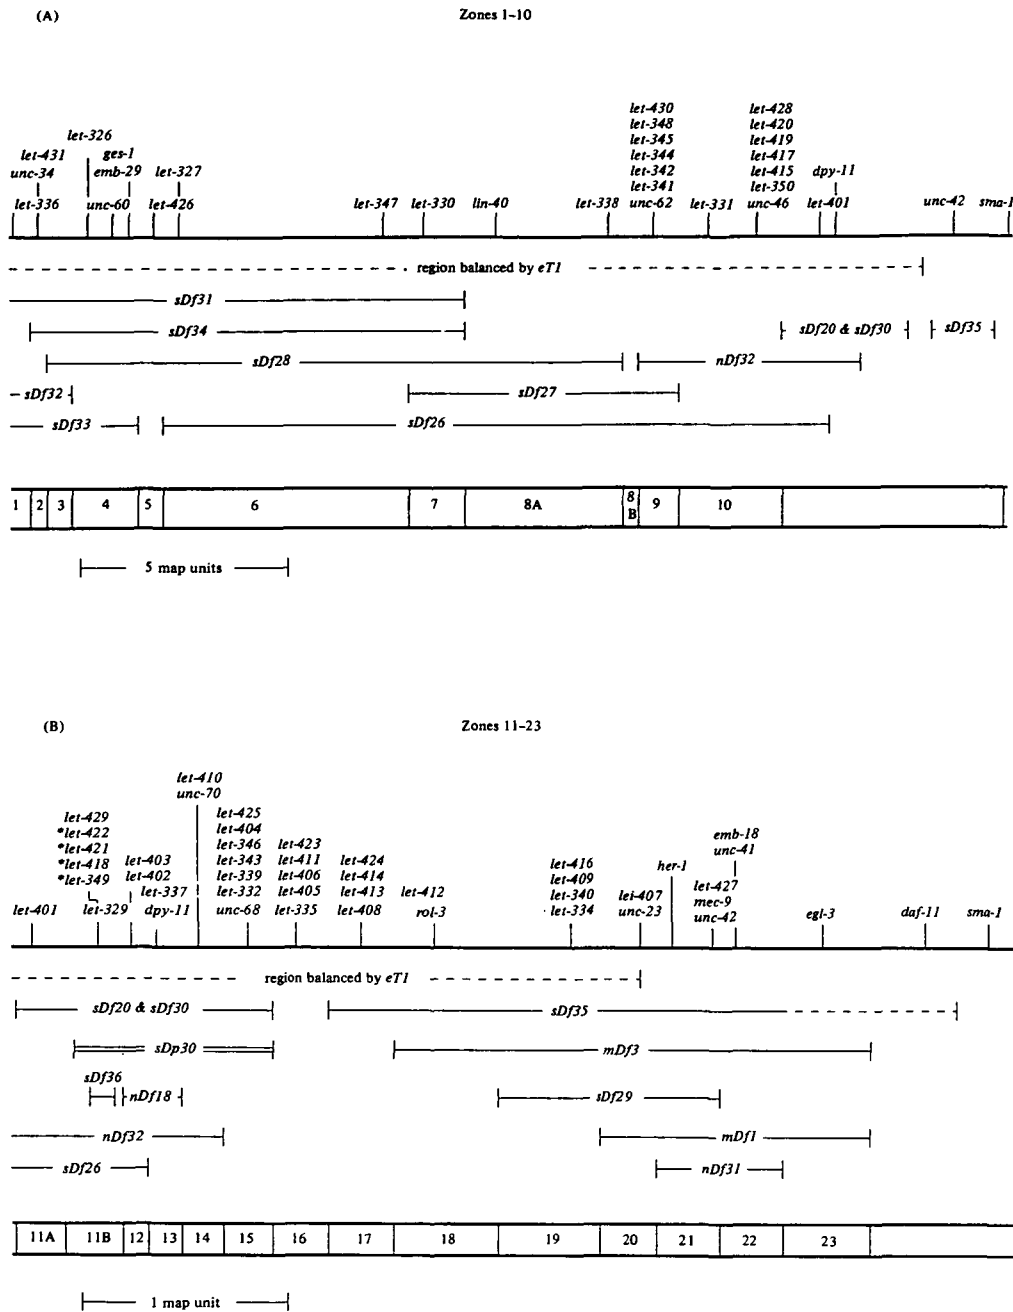 (A)
Zones 1–10
let-430 let-428
let-348 let-420
let-326 let-345 let-419
let-431 ges-1 let-344 let-417
unc-34 emb-29 let-327 let-342 let-415 dpy-11
let-341 let-350
let-336 unc-60 let-426 let-347 let-330 lin-40 let-338 unc-62 let-331 unc-46 let-401 unc-42 sma-1
region balanced by eT1
sDf31
sDf34 sDf20 & sDf30 sDf35
sDf28 nDf32
sDf32 sDf27
sDf33 sDf26
1 2 3 4 5 6 7 8A 8B 9 10
5 map units
(B)
Zones 11–23
let-410
unc-70
let-429 let-425
*let-422 let-404 emb-18
*let-421 let-346 let-423 unc-41
*let-418 let-403 let-343 let-411 let-424 let-416 her-1
*let-349 let-402 let-339 let-406 let-414 let-409 let-427
let-337 let-332 let-405 let-413 let-412 let-340 let-407 mec-9
let-401 let-329 dpy-11 unc-68 let-335 let-408 rol-3 let-334 unc-23 unc-42 egl-3 daf-11 sma-1
region balanced by eT1
sDf20 & sDf30 sDf35
sDp30 mDf3
sDf36
nDf18 sDf29
nDf32 mDf1
sDf26 nDf31
11A 11B 12 13 14 15 16 17 18 19 20 21 22 23
1 map unit